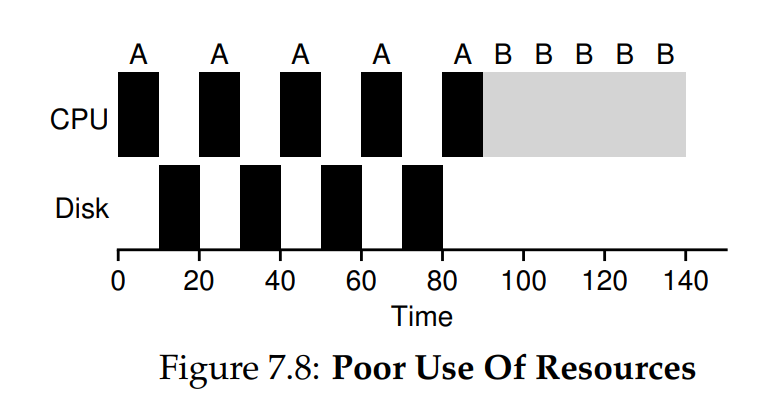 A A A A A B B B B B
CPU
Disk
0 20 40 60 80 100 120 140
Time
Figure 7.8: Poor Use Of Resources